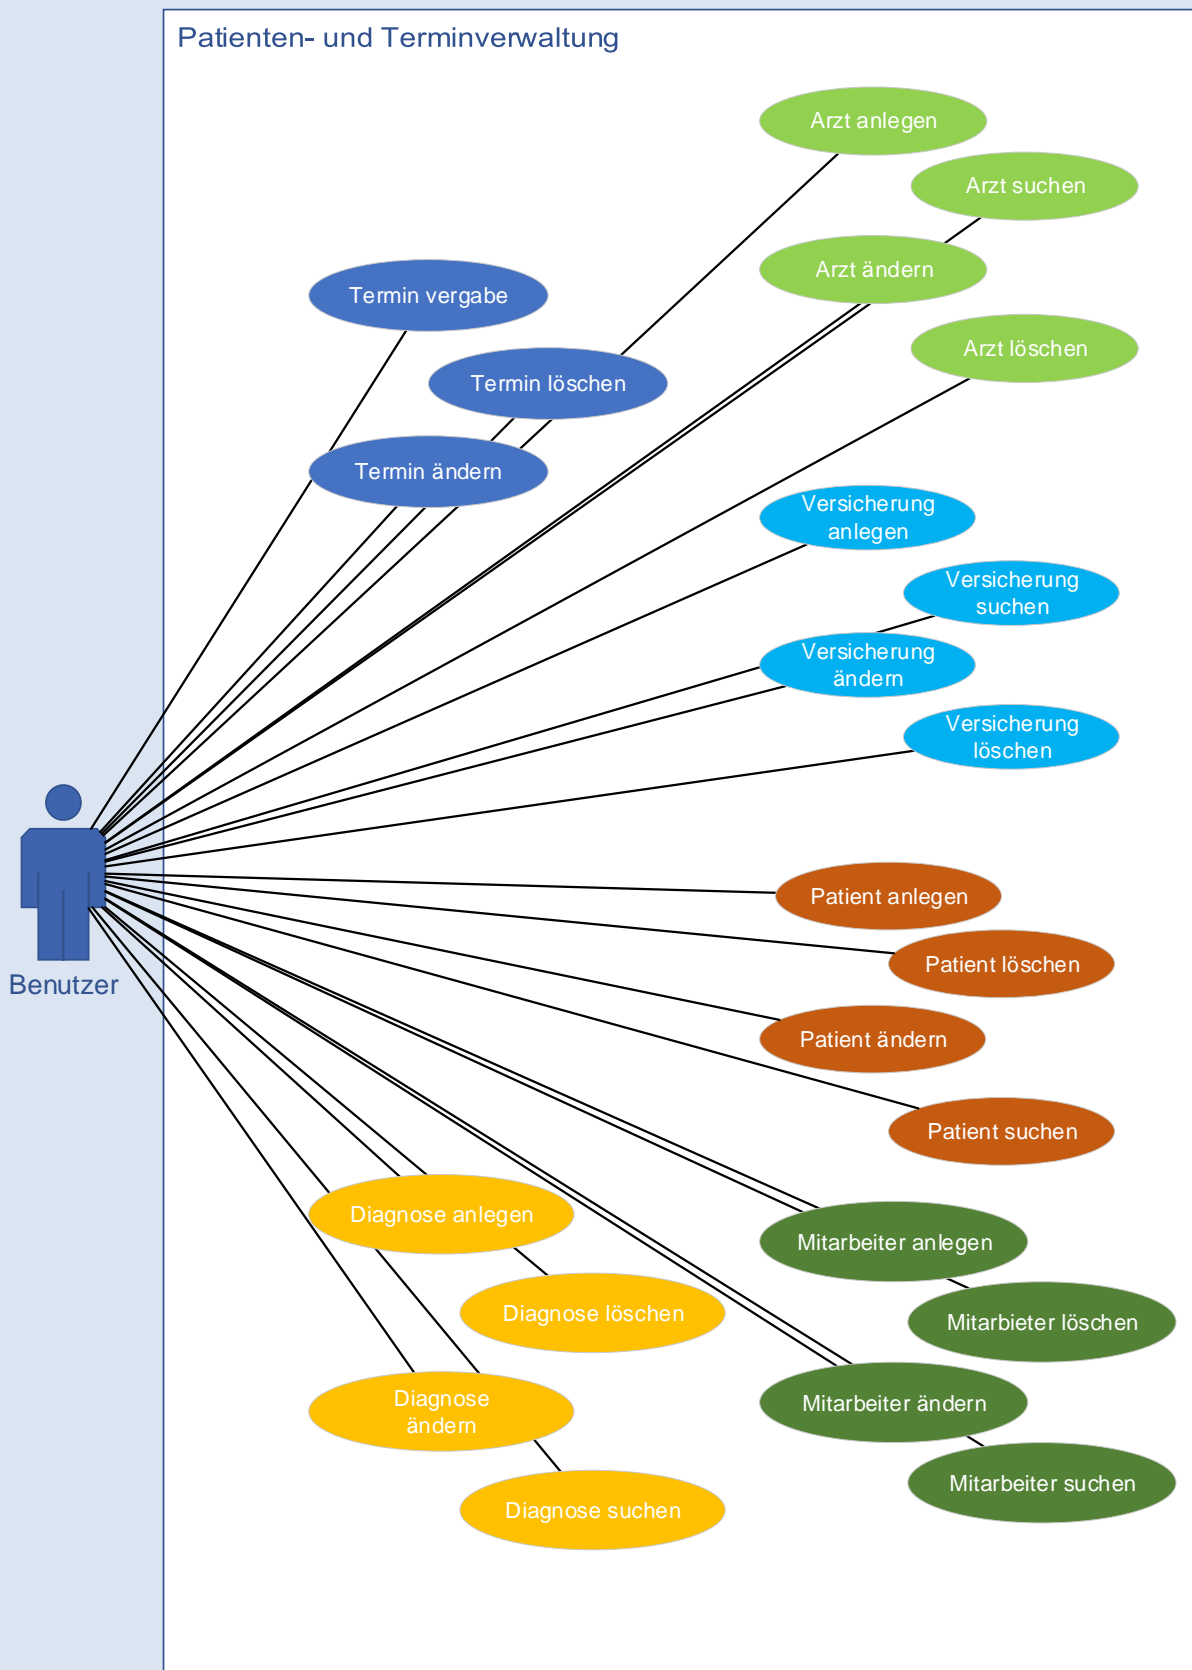 Patienten- und Terminverwaltung
Arzt anlegen
Arzt suchen
Arzt ändern
Termin vergabe
Arzt löschen
Termin löschen
Termin ändern
Versicherung
anlegen
Versicherung
suchen
Versicherung
ändern
Versicherung
löschen
Benutzer
Patient anlegen
Patient löschen
Patient ändern
Patient suchen
Diagnose anlegen
Mitarbeiter anlegen
Diagnose löschen
Mitarbieter löschen
Diagnose
ändern
Mitarbeiter ändern
Mitarbeiter suchen
Diagnose suchen